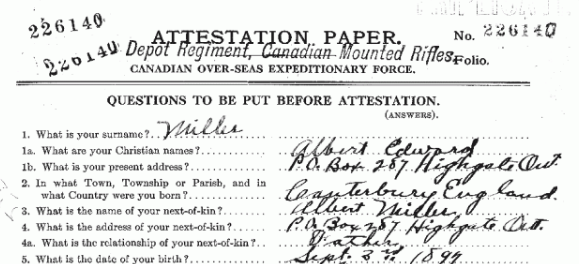 226140
ATTESTATION PAPER. No. 226140
226140 Depot Regiment, Canadian Mounted Rifles. Folio.
CANADIAN OVER-SEAS EXPEDITIONARY FORCE.
QUESTIONS TO BE PUT BEFORE ATTESTATION.
(ANSWERS).
1. What is your surname? Miller
1a. What are your Christian names? Albert Edward
1b. What is your present address? P.O. Box 287 Highgate Ont
2. In what Town, Township or Parish, and in
what Country were you born? Canterbury England.
3. What is the name of your next-of-kin? Albert Miller
4. What is the address of your next-of-kin? P.O. Box 287 Highgate Ont.
4a. What is the relationship of your next-of-kin? Father
5. What is the date of your birth? Sept. 3rd